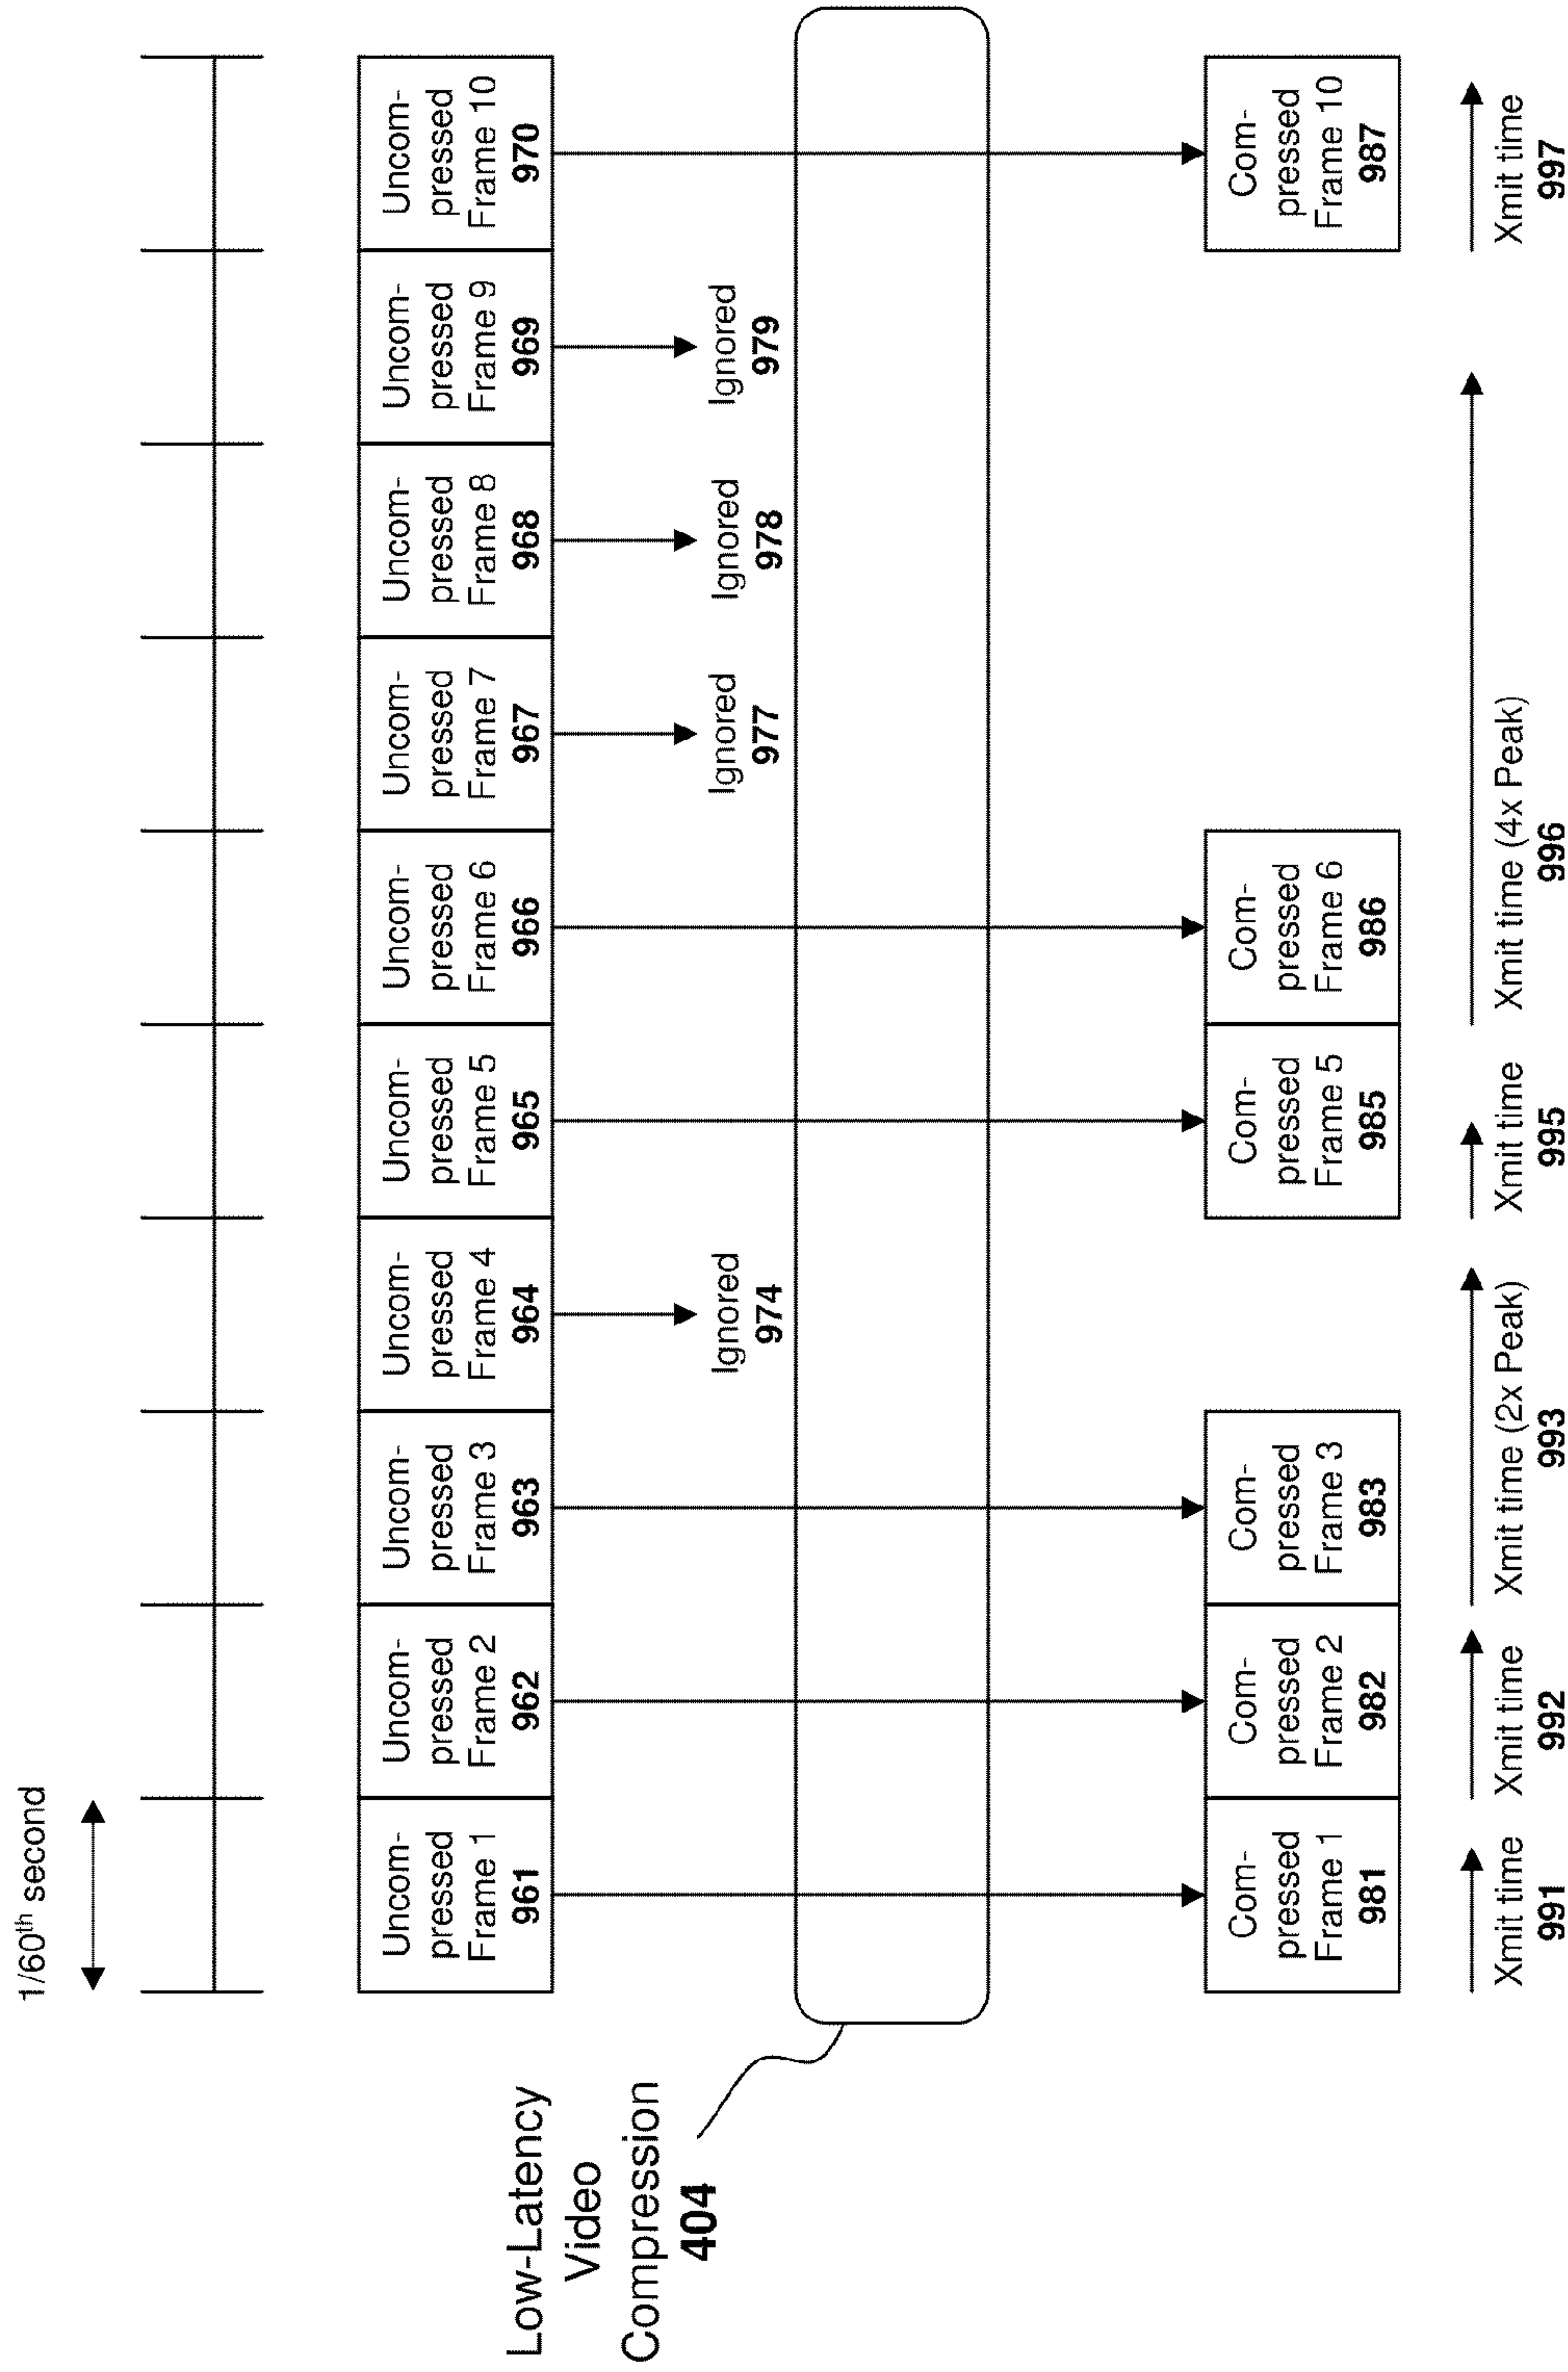 1/60th second
Uncom-
pressed
Frame 1
961
Uncom-
pressed
Frame 2
962
Uncom-
pressed
Frame 3
963
Uncom-
pressed
Frame 4
964
Uncom-
pressed
Frame 5
965
Uncom-
pressed
Frame 6
966
Uncom-
pressed
Frame 7
967
Uncom-
pressed
Frame 8
968
Uncom-
pressed
Frame 9
969
Uncom-
pressed
Frame 10
970
Low-Latency
Video
Compression
404
Ignored
974
Ignored
977
Ignored
978
Ignored
979
Com-
pressed
Frame 1
981
Com-
pressed
Frame 2
982
Com-
pressed
Frame 3
983
Com-
pressed
Frame 5
985
Com-
pressed
Frame 6
986
Com-
pressed
Frame 10
987
Xmit time
991
Xmit time
992
Xmit time (2x Peak)
993
Xmit time
995
Xmit time (4x Peak)
996
Xmit time
997